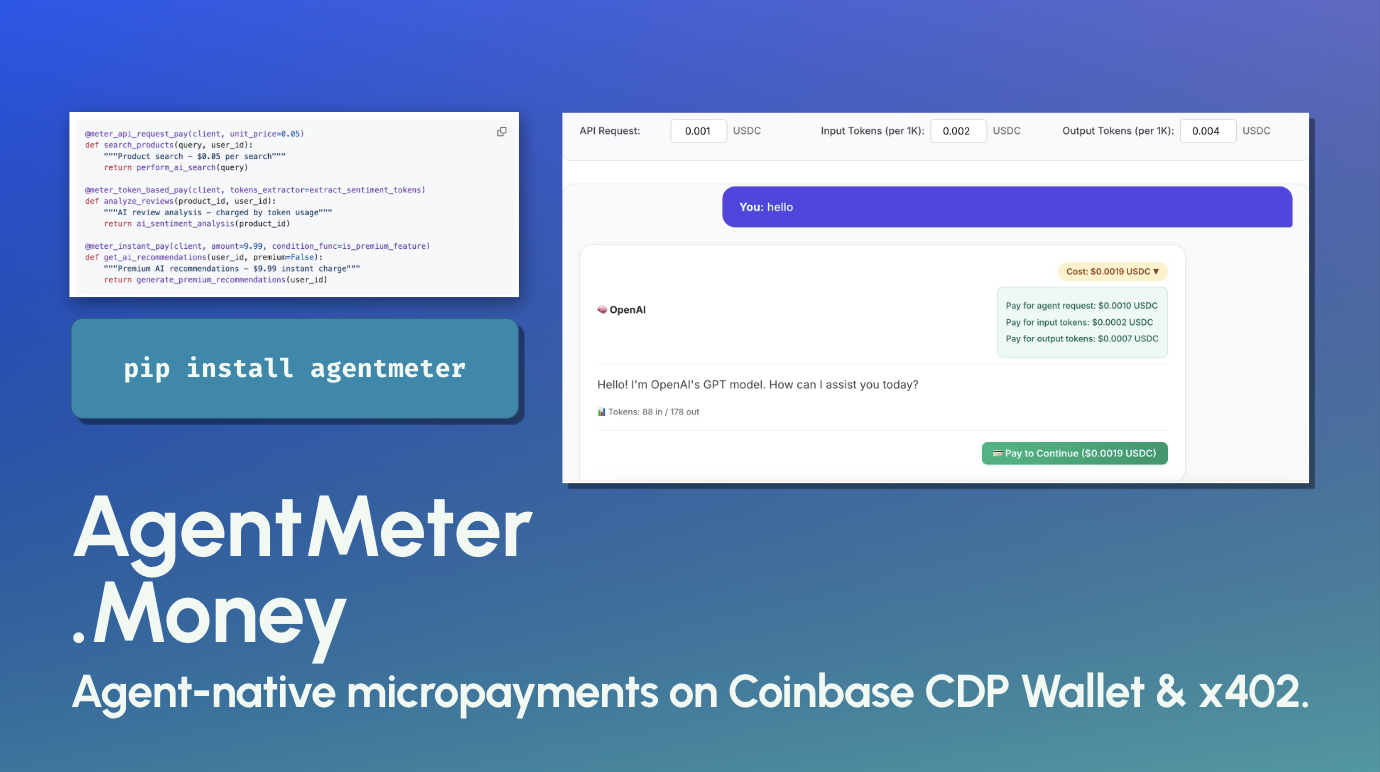 @meter_api_request_pay(client, unit_price=0.05)
def search_products(query, user_id):
    """Product search – $0.05 per search"""
    return perform_ai_search(query)
@meter_token_based_pay(client, tokens_extractor=extract_sentiment_tokens)
def analyze_reviews(product_id, user_id):
    """AI review analysis – charged by token usage"""
    return ai_sentiment_analysis(product_id)
@meter_instant_pay(client, amount=9.99, condition_func=is_premium_feature)
def get_ai_recommendations(user_id, premium=False):
    """Premium AI recommendations – $9.99 instant charge"""
    return generate_premium_recommendations(user_id)
pip install agentmeter
API Request: 0.001 USDC Input Tokens (per 1K): 0.002 USDC Output Tokens (per 1K): 0.004 USDC
You: hello
Cost: $0.0019 USDC ▼
OpenAI
Pay for agent request: $0.0010 USDC
Pay for input tokens: $0.0002 USDC
Pay for output tokens: $0.0007 USDC
Hello! I'm OpenAI's GPT model. How can I assist you today?
Tokens: 88 in / 178 out
Pay to Continue ($0.0019 USDC)
AgentMeter
.Money
Agent-native micropayments on Coinbase CDP Wallet & x402.